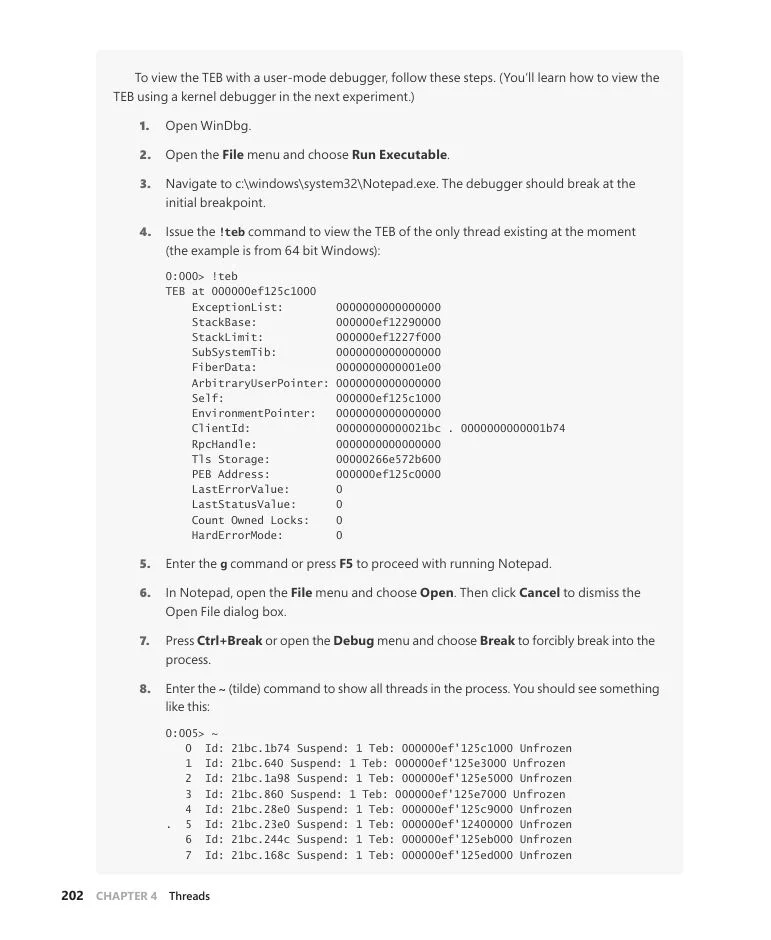 To view the TEB with a user-mode debugger, follow these steps. (You’ll learn how to view the
TEB using a kernel debugger in the next experiment.)
1. Open WinDbg.
2. Open the File menu and choose Run Executable.
3. Navigate to c:\windows\system32\Notepad.exe. The debugger should break at the
initial breakpoint.
4. Issue the !teb command to view the TEB of the only thread existing at the moment
(the example is from 64 bit Windows):
0:000> !teb
TEB at 000000ef125c1000
ExceptionList: 0000000000000000
StackBase: 000000ef12290000
StackLimit: 000000ef1227f000
SubSystemTib: 0000000000000000
FiberData: 0000000000001e00
ArbitraryUserPointer: 0000000000000000
Self: 000000ef125c1000
EnvironmentPointer: 0000000000000000
ClientId: 00000000000021bc . 0000000000001b74
RpcHandle: 0000000000000000
Tls Storage: 00000266e572b600
PEB Address: 000000ef125c0000
LastErrorValue: 0
LastStatusValue: 0
Count Owned Locks: 0
HardErrorMode: 0
5. Enter the g command or press F5 to proceed with running Notepad.
6. In Notepad, open the File menu and choose Open. Then click Cancel to dismiss the
Open File dialog box.
7. Press Ctrl+Break or open the Debug menu and choose Break to forcibly break into the
process.
8. Enter the ~ (tilde) command to show all threads in the process. You should see something
like this:
0:005> ~
0 Id: 21bc.1b74 Suspend: 1 Teb: 000000ef'125c1000 Unfrozen
1 Id: 21bc.640 Suspend: 1 Teb: 000000ef'125e3000 Unfrozen
2 Id: 21bc.1a98 Suspend: 1 Teb: 000000ef'125e5000 Unfrozen
3 Id: 21bc.860 Suspend: 1 Teb: 000000ef'125e7000 Unfrozen
4 Id: 21bc.28e0 Suspend: 1 Teb: 000000ef'125c9000 Unfrozen
. 5 Id: 21bc.23e0 Suspend: 1 Teb: 000000ef'12400000 Unfrozen
6 Id: 21bc.244c Suspend: 1 Teb: 000000ef'125eb000 Unfrozen
7 Id: 21bc.168c Suspend: 1 Teb: 000000ef'125ed000 Unfrozen
202 CHAPTER 4 Threads